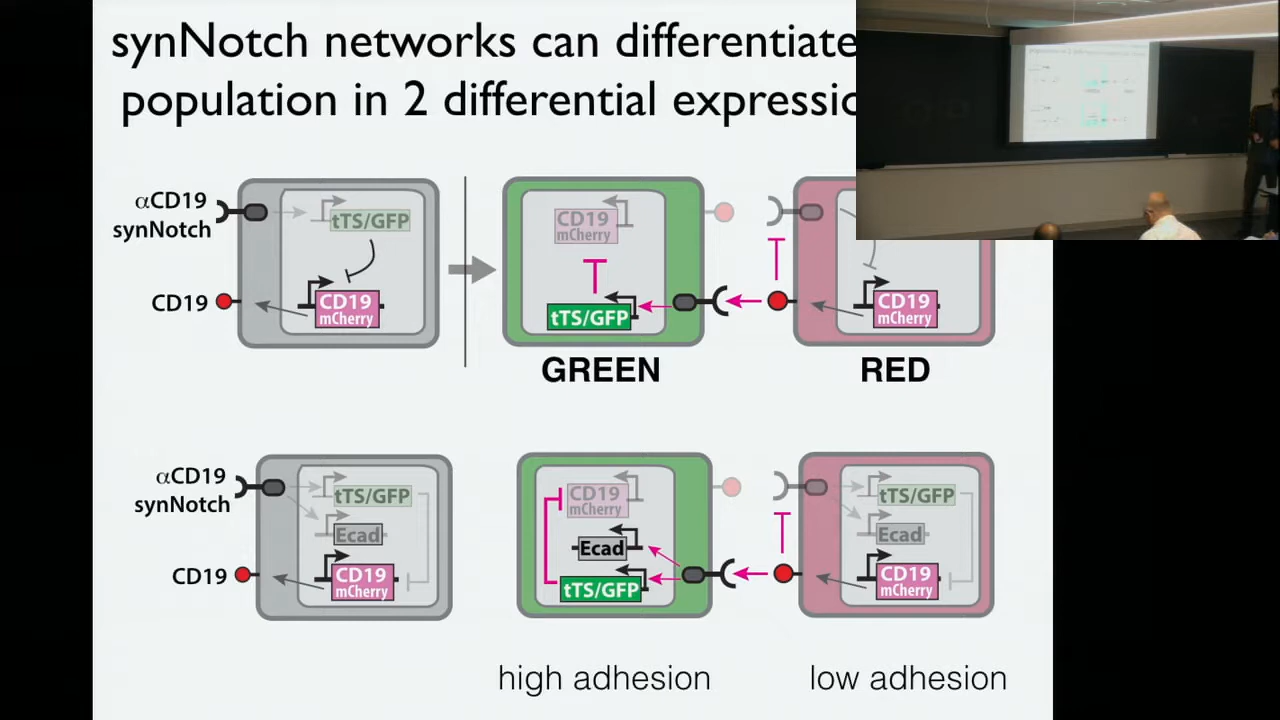 synNotch networks can differentiate
population in 2 differential expressio
αCD19
synNotch
tTS/GFP
CD19
CD19
mCherry
CD19
mCherry
tTS/GFP
CD19
mCherry
GREEN
RED
αCD19
synNotch
tTS/GFP
Ecad
CD19
CD19
mCherry
CD19
mCherry
Ecad
tTS/GFP
tTS/GFP
Ecad
CD19
mCherry
high adhesion
low adhesion